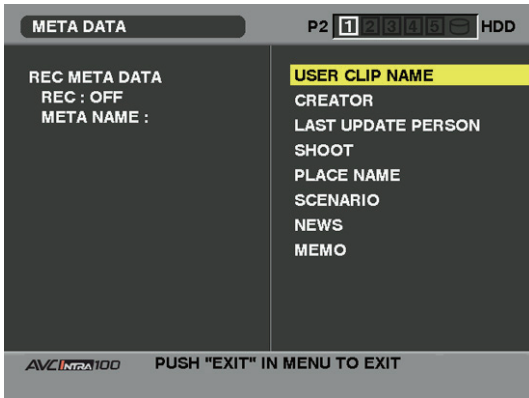 META DATA
P2 1 2 3 4 5 HDD
REC META DATA
REC : OFF
META NAME :
USER CLIP NAME
CREATOR
LAST UPDATE PERSON
SHOOT
PLACE NAME
SCENARIO
NEWS
MEMO
AVC INTRA 100 PUSH "EXIT" IN MENU TO EXIT